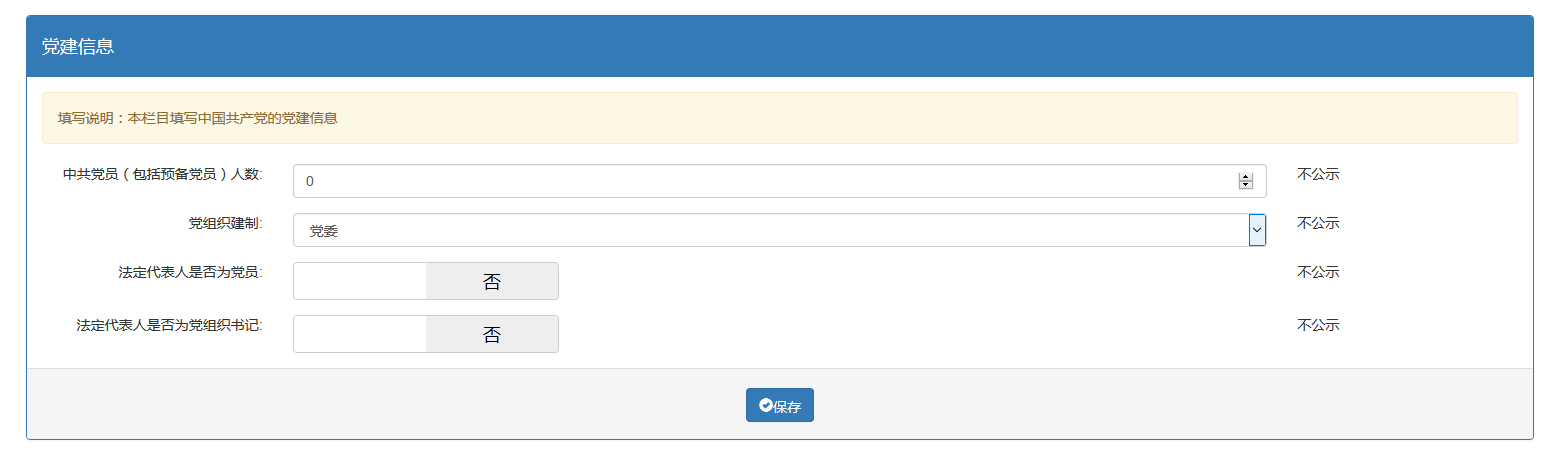 党建信息
填写说明：本栏目填写中国共产党的党建信息
中共党员（包括预备党员）人数: 0 不公示
党组织建制: 党委 不公示
法定代表人是否为党员: 否 不公示
法定代表人是否为党组织书记: 否 不公示
保存